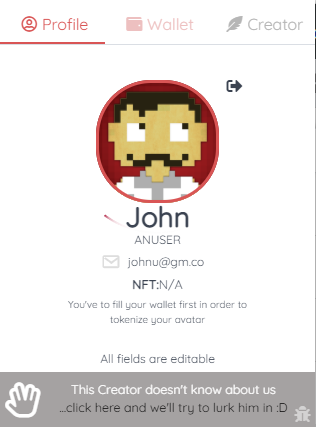 Profile Wallet Creator
John
ANUSER
johnu@gm.co
NFT:N/A
You've to fill your wallet first in order to
tokenize your avatar
All fields are editable
This Creator doesn't know about us
...click here and we'll try to lurk him in :D